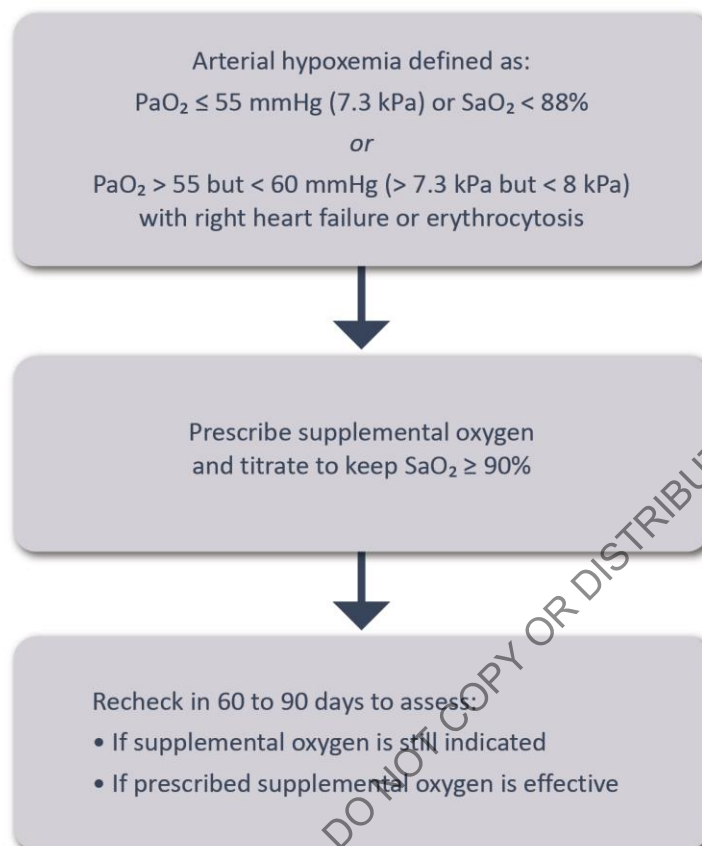 Arterial hypoxemia defined as:
PaO₂ ≤ 55 mmHg (7.3 kPa) or SaO₂ < 88%
or
PaO₂ > 55 but < 60 mmHg (> 7.3 kPa but < 8 kPa)
with right heart failure or erythrocytosis
Prescribe supplemental oxygen
and titrate to keep SaO₂ ≥ 90%
Recheck in 60 to 90 days to assess:
• If supplemental oxygen is still indicated
• If prescribed supplemental oxygen is effective
DO NOT COPY OR DISTRIBUT